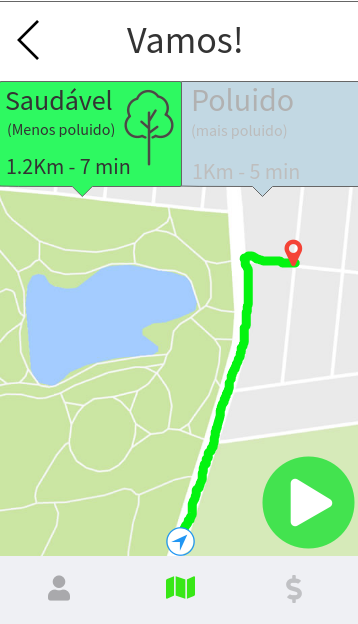 Vamos!
Saudável
(Menos poluido)
1.2Km - 7 min
Poluido
(mais poluido)
1Km - 5 min
$